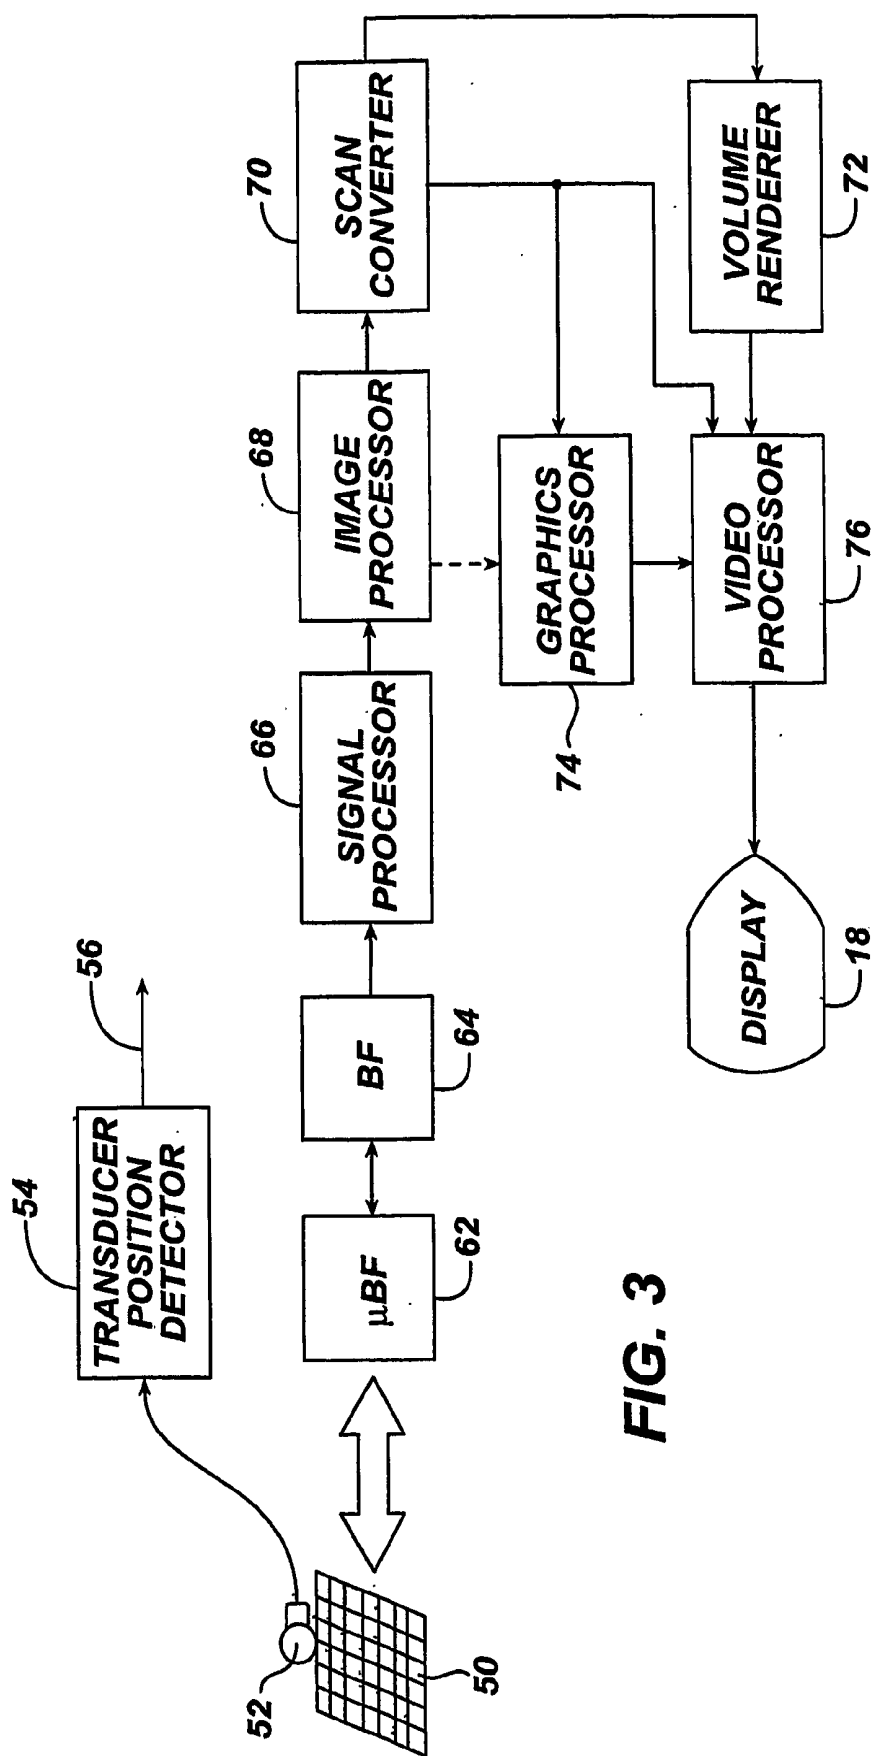 54
TRANSDUCER
POSITION
DETECTOR
56
52
50
μBF
62
BF
64
66
SIGNAL
PROCESSOR
68
IMAGE
PROCESSOR
70
SCAN
CONVERTER
74
GRAPHICS
PROCESSOR
VOLUME
RENDERER
72
VIDEO
PROCESSOR
76
DISPLAY
18
FIG. 3